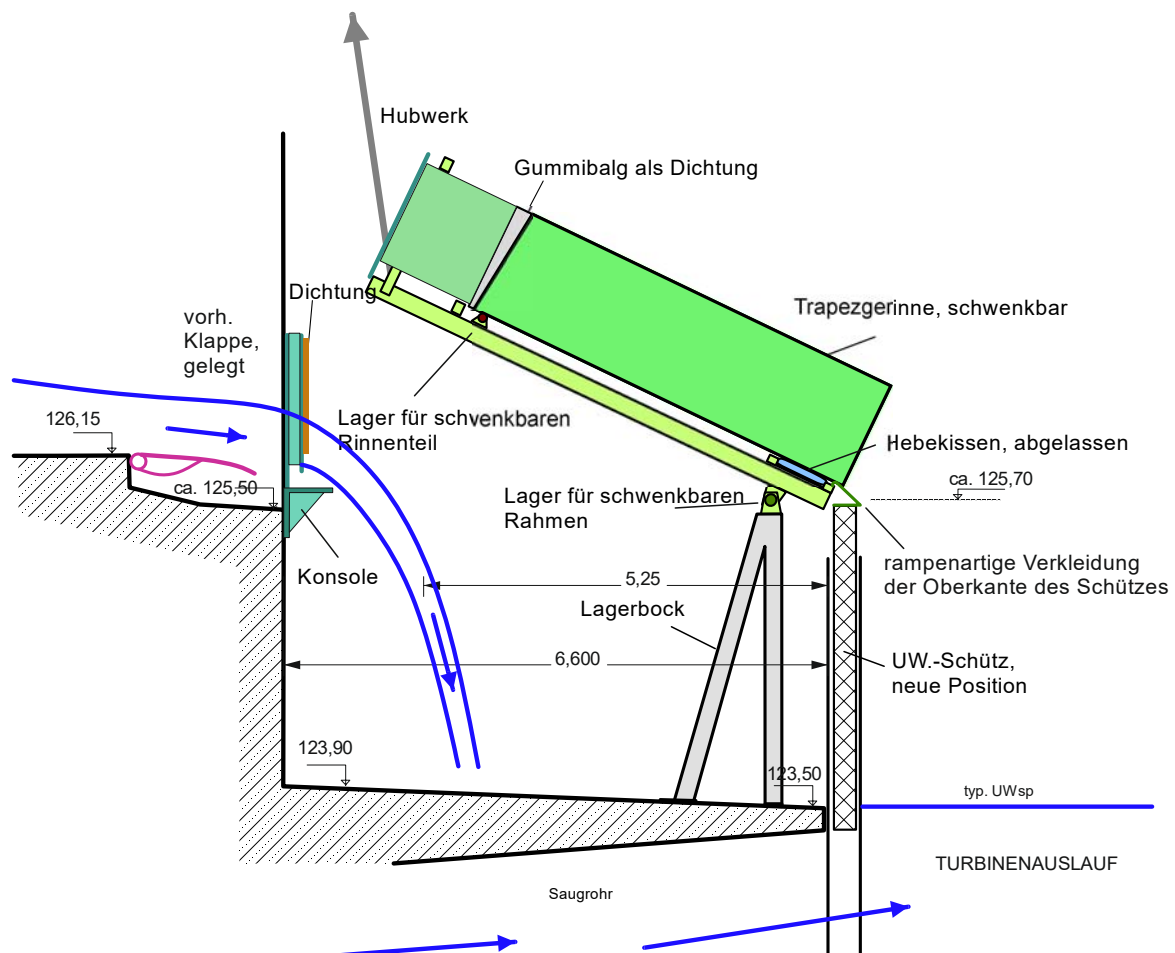 Hubwerk
Gummibalg als Dichtung
Dichtung
Trapezgerinne, schwenkbar
vorh.
Klappe,
gelegt
126,15
Lager für schwenkbaren
Rinnenteil
Hebekissen, abgelassen
ca. 125,50
Lager für schwenkbaren
Rahmen
ca. 125,70
rampenartige Verkleidung
der Oberkante des Schützes
Konsole
5,25
Lagerbock
6,600
UW.-Schütz,
neue Position
123,90
123,50
typ. UWsp
TURBINENAUSLAUF
Saugrohr